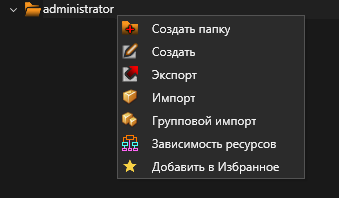 administrator
Создать папку
Создать
Экспорт
Импорт
Групповой импорт
Зависимость ресурсов
Добавить в Избранное